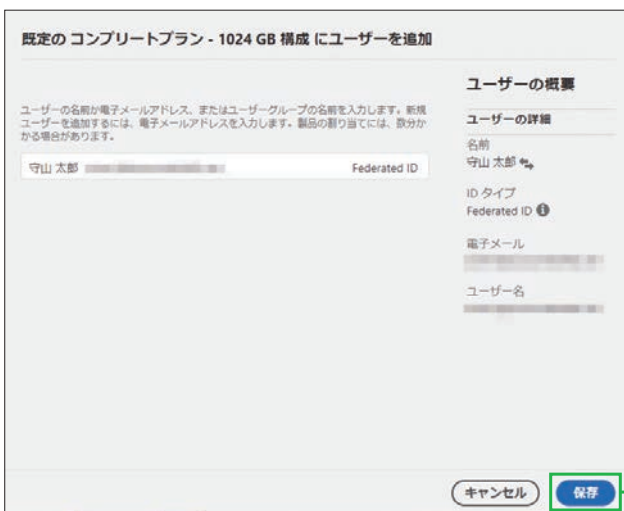 既定の コンプリートプラン - 1024 GB 構成 にユーザーを追加
ユーザーの名前か電子メールアドレス、またはユーザーグループの名前を入力します。新規
ユーザーを追加するには、電子メールアドレスを入力します。製品の割り当てには、数分か
かる場合があります。
守山 太郎 Federated ID
ユーザーの概要
ユーザーの詳細
名前
守山 太郎
ID タイプ
Federated ID
電子メール
ユーザー名
キャンセル
保存